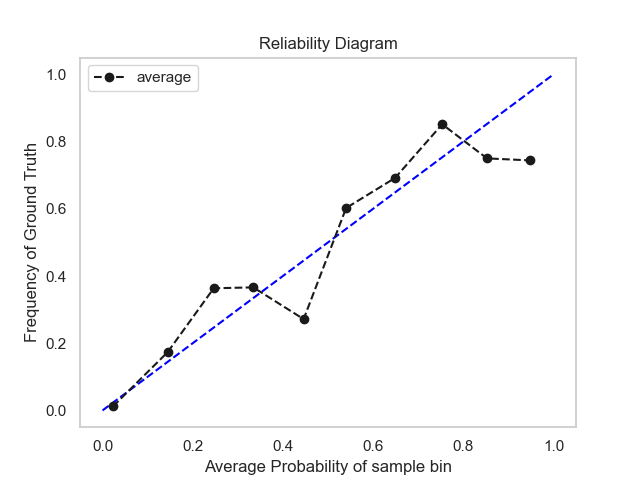 Reliability Diagram
average
Frequency of Ground Truth
1.0
0.8
0.6
0.4
0.2
0.0
0.0 0.2 0.4 0.6 0.8 1.0
Average Probability of sample bin